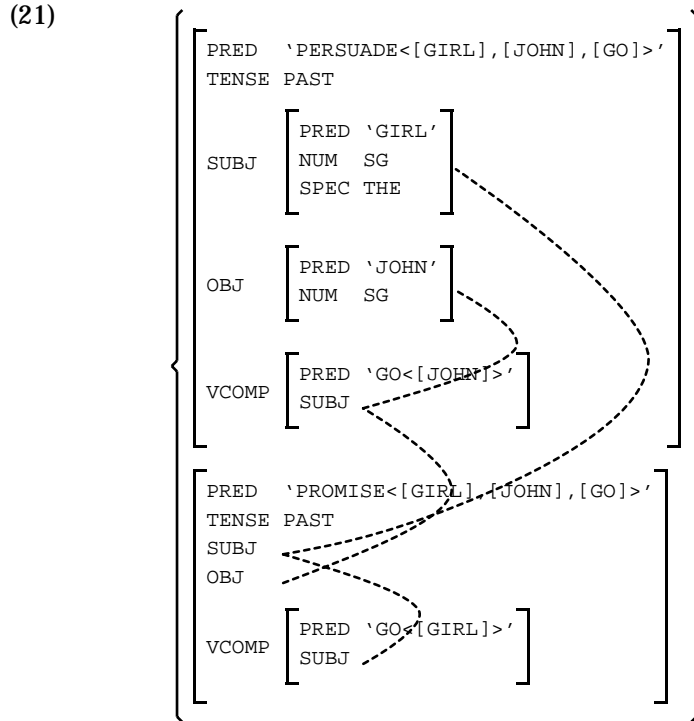 (21)
PRED ‘PERSUADE<[GIRL],[JOHN],[GO]>’
TENSE PAST
PRED ‘GIRL’
SUBJ NUM SG
SPEC THE
PRED ‘JOHN’
OBJ NUM SG
PRED ‘GO<[JOHN]>’
VCOMP SUBJ
PRED ‘PROMISE<[GIRL],[JOHN],[GO]>’
TENSE PAST
SUBJ
OBJ
PRED ‘GO<[GIRL]>’
VCOMP SUBJ